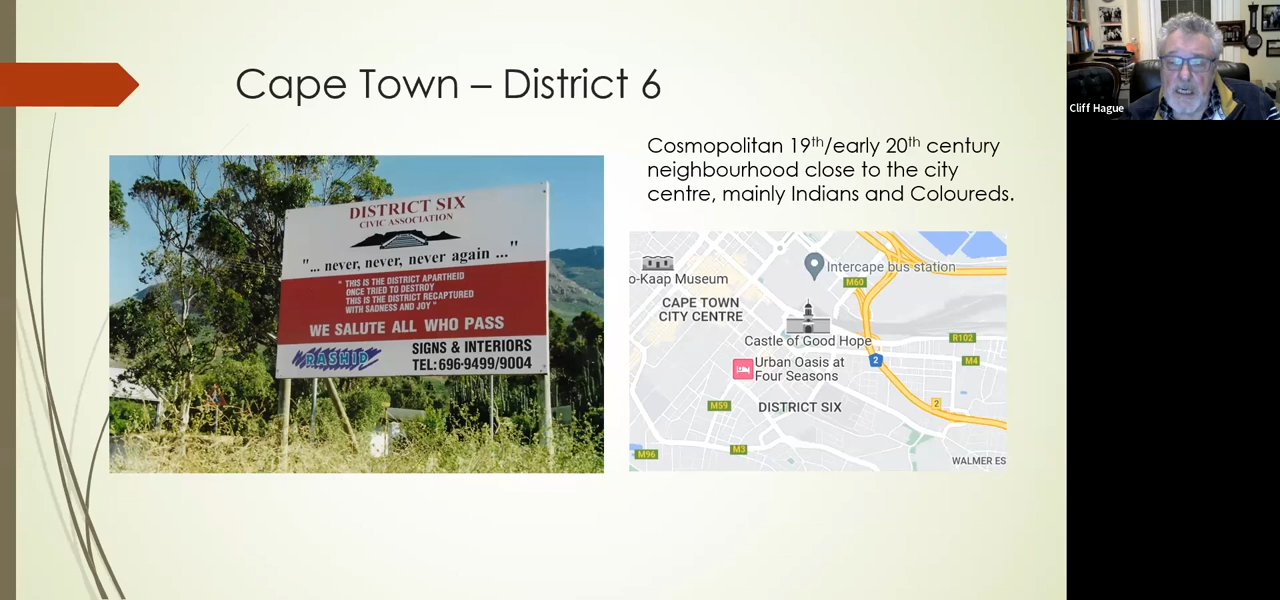 Cape Town – District 6
Cliff Hague
Cosmopolitan 19th/early 20th century
neighbourhood close to the city
centre, mainly Indians and Coloureds.
DISTRICT SIX
CIVIC ASSOCIATION
"... never, never, never again ..."
" THIS IS THE DISTRICT APARTHEID
ONCE TRIED TO DESTROY
THIS IS THE DISTRICT RECAPTURED
WITH SADNESS AND JOY "
WE SALUTE ALL WHO PASS
RASHID
SIGNS & INTERIORS
TEL: 696-9499/9004
o-Kaap Museum
Intercape bus station
M60
CAPE TOWN
CITY CENTRE
Castle of Good Hope
R102
M4
2
Urban Oasis at
Four Seasons
M59
DISTRICT SIX
2
M96
M3
WALMER ES